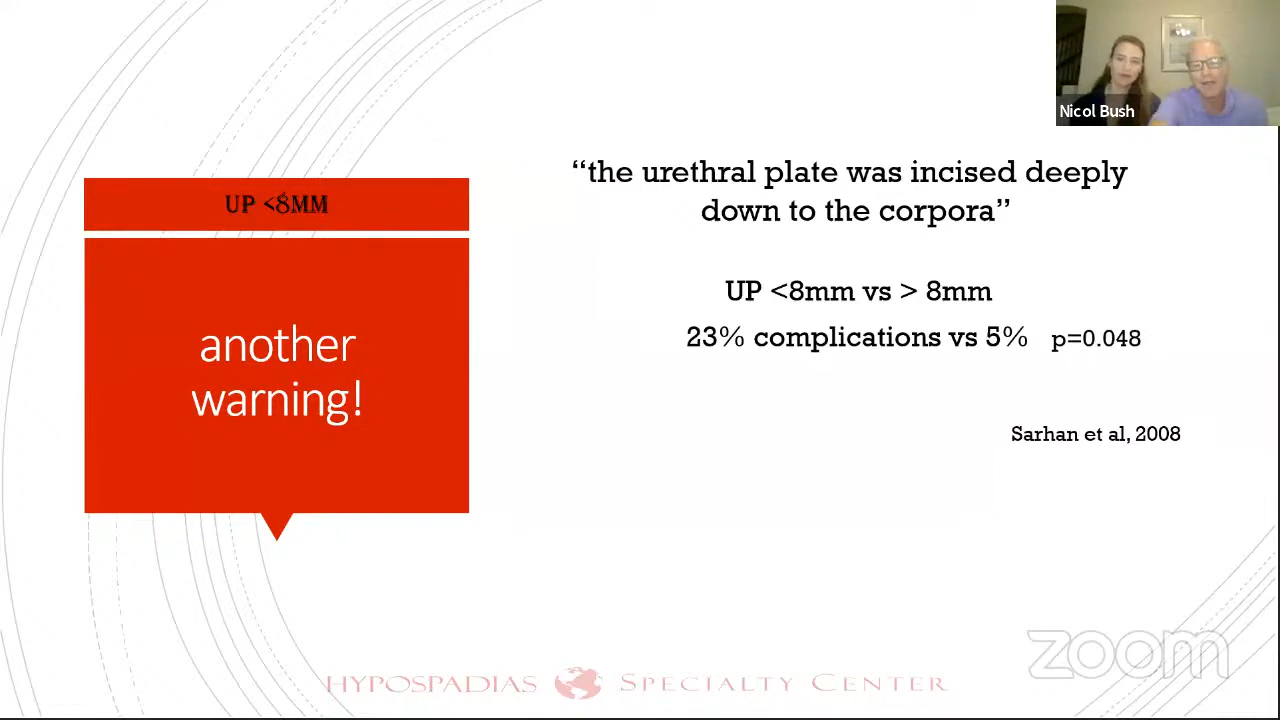 Nicol Bush
UP <8MM
another
warning!
“the urethral plate was incised deeply
down to the corpora”
UP <8mm vs > 8mm
23% complications vs 5% p=0.048
Sarhan et al, 2008
zoom
HYPOSPADIAS SPECIALTY CENTER